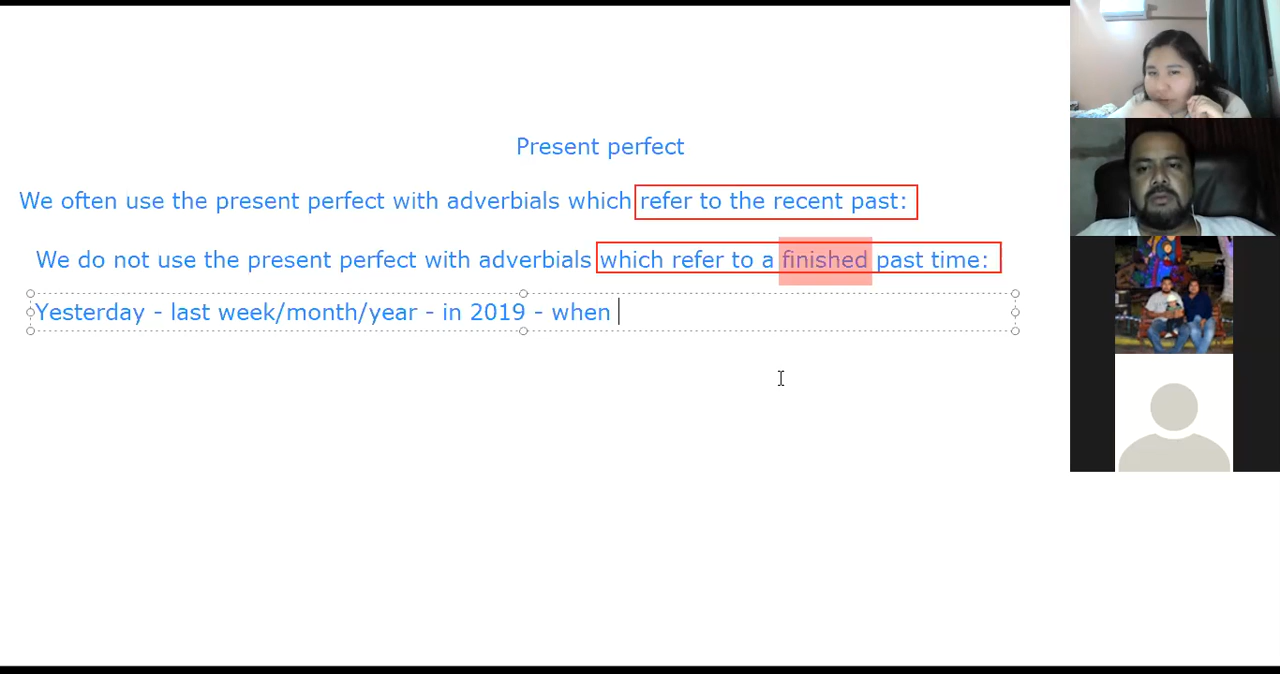 Present perfect
We often use the present perfect with adverbials which refer to the recent past:
We do not use the present perfect with adverbials which refer to a finished past time:
Yesterday - last week/month/year - in 2019 - when